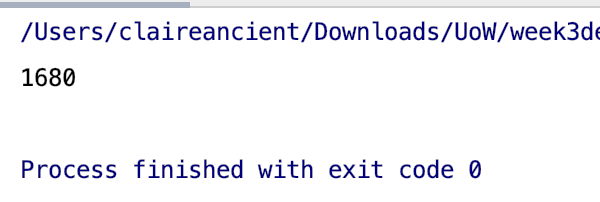 /Users/claireancient/Downloads/UoW/week3de
1680
Process finished with exit code 0